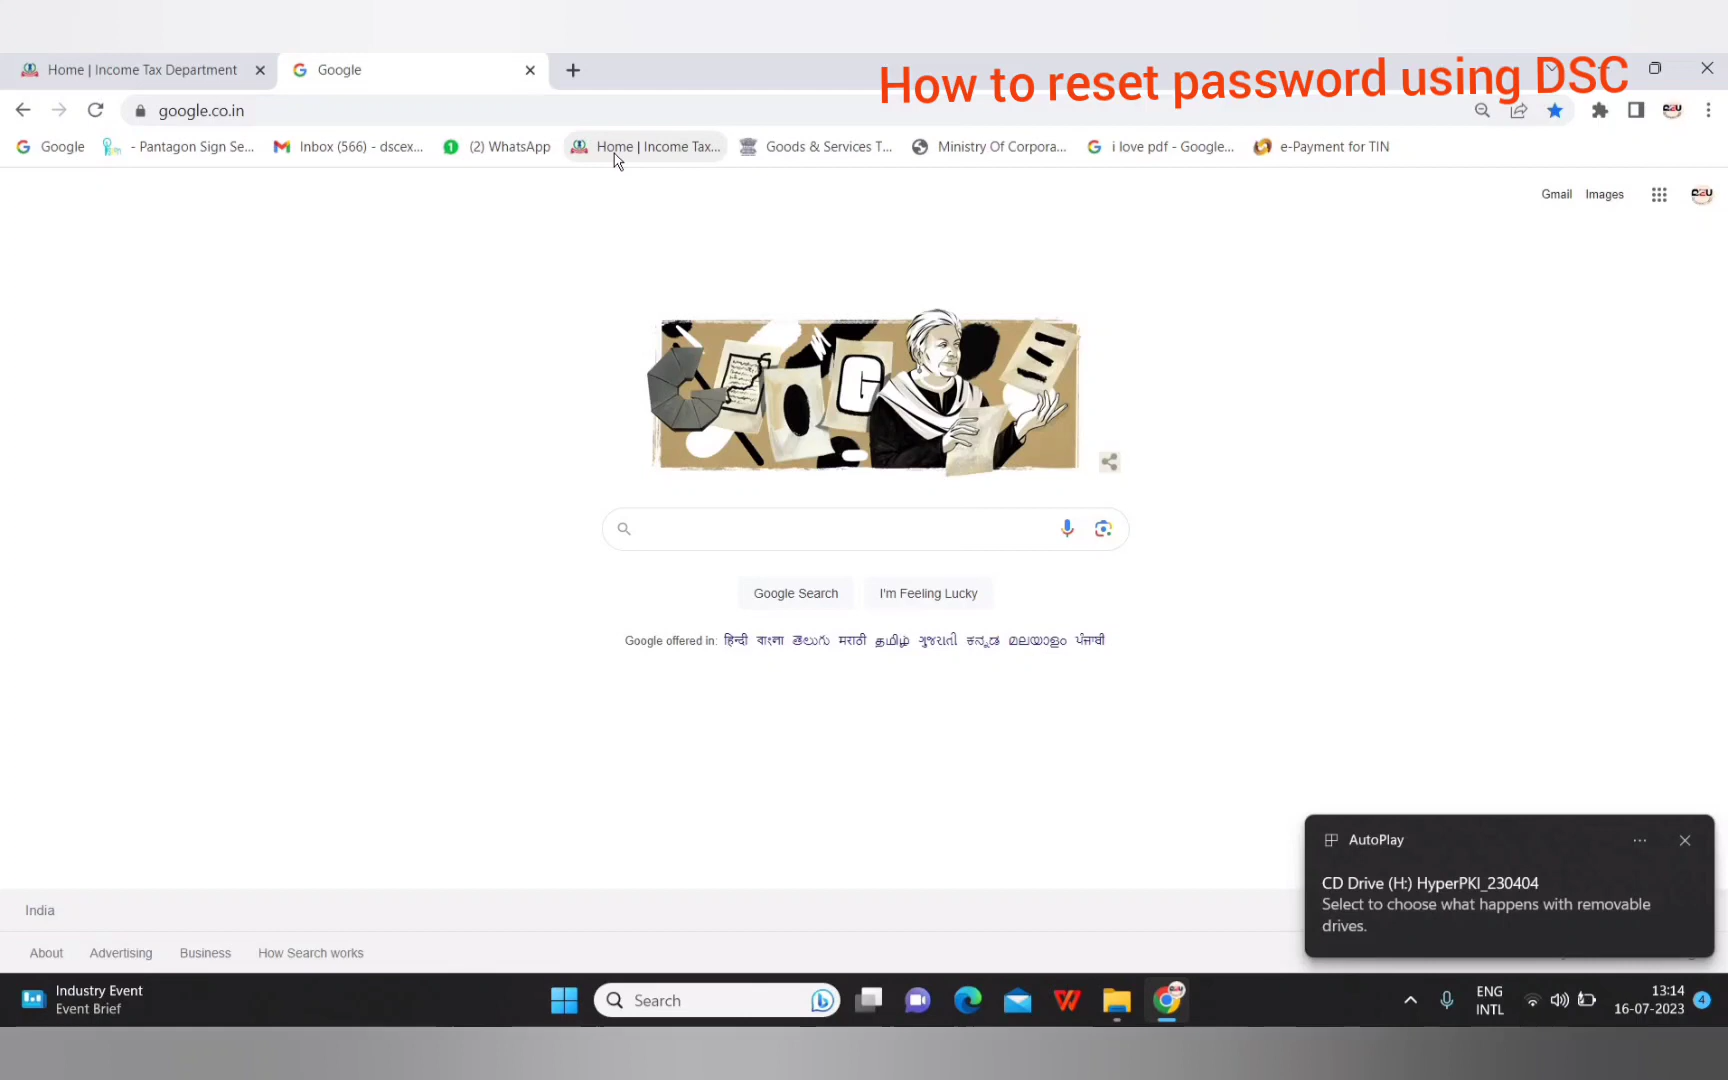 How to reset password using DSC
Home | Income Tax Department
Google
google.co.in
Google
- Pantagon Sign Se...
Inbox (566) - dscex...
(2) WhatsApp
Home | Income Tax...
Goods & Services T...
Ministry Of Corpora...
i love pdf - Google...
e-Payment for TIN
Gmail
Images
G
Google Search
I'm Feeling Lucky
Google offered in: हिन्दी বাংলা తెలుగు मराठी தமிழ் ગુજરાતી ಕನ್ನಡ മലയാളം ਪੰਜਾਬੀ
AutoPlay
CD Drive (H:) HyperPKI_230404
Select to choose what happens with removable
drives.
India
About
Advertising
Business
How Search works
Industry Event
Event Brief
Search
ENG
INTL
13:14
16-07-2023
4